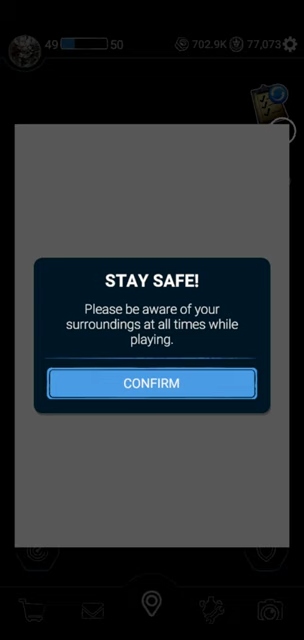 49 50 702.9K 77,073
STAY SAFE!
Please be aware of your
surroundings at all times while
playing.
CONFIRM